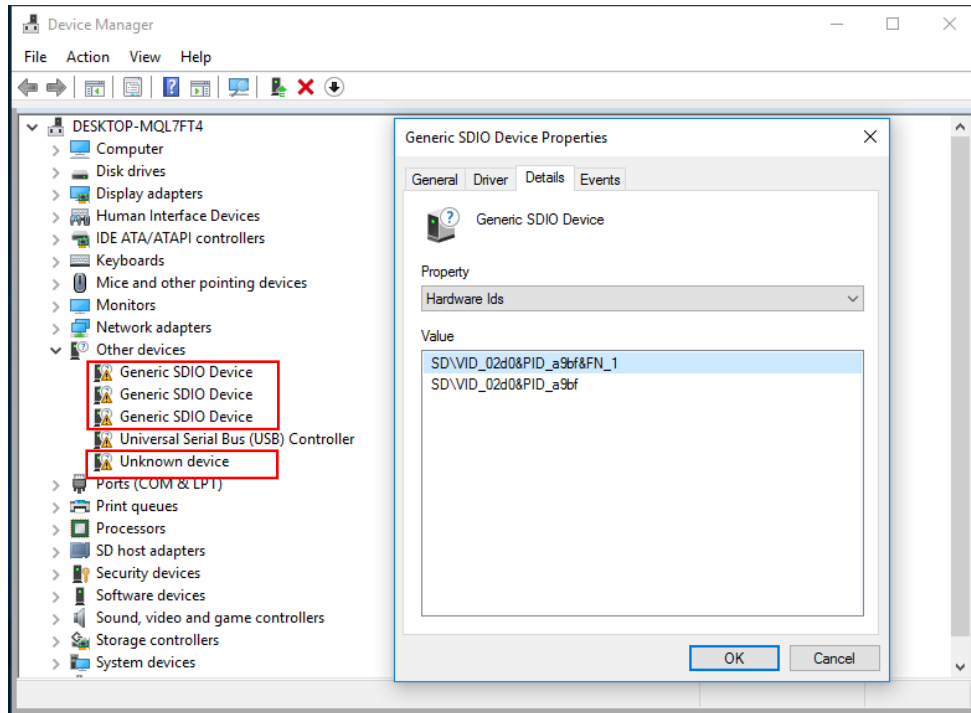 Device Manager
File Action View Help
DESKTOP-MQL7FT4
Computer
Disk drives
Display adapters
Human Interface Devices
IDE ATA/ATAPI controllers
Keyboards
Mice and other pointing devices
Monitors
Network adapters
Other devices
Generic SDIO Device
Generic SDIO Device
Generic SDIO Device
Universal Serial Bus (USB) Controller
Unknown device
Ports (COM & LPT)
Print queues
Processors
SD host adapters
Security devices
Software devices
Sound, video and game controllers
Storage controllers
System devices
Generic SDIO Device Properties
General Driver Details Events
Generic SDIO Device
Property
Hardware Ids
Value
SD\VID_02d0&PID_a9bf&FN_1
SD\VID_02d0&PID_a9bf
OK Cancel